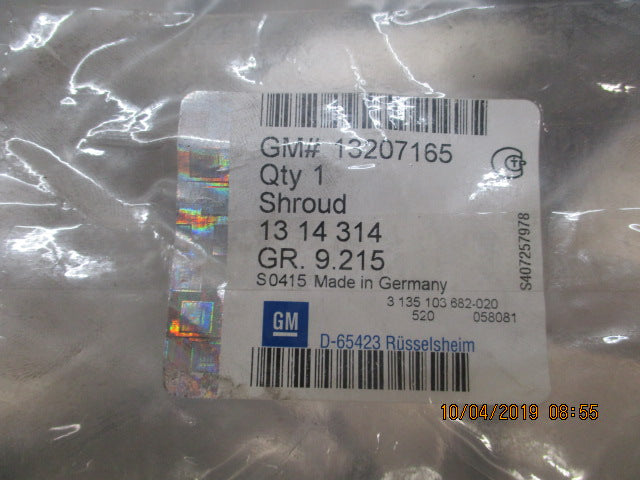 GM# 13207165
Qty 1
Shroud
13 14 314
GR. 9.215
S0415 Made in Germany
3 135 103 682-020
520 058081
GM
D-65423 Rüsselsheim
S407257978
10/04/2019 08:55